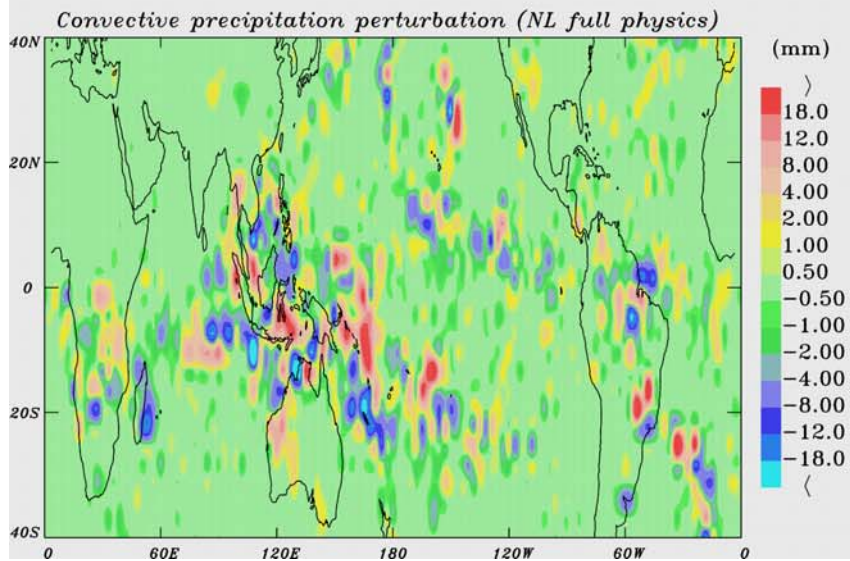 Convective precipitation perturbation (NL full physics)
40N
20N
0
20S
40S
0 60E 120E 180 120W 60W 0
(mm)
>
18.0
12.0
8.00
4.00
2.00
1.00
0.50
−0.50
−1.00
−2.00
−4.00
−8.00
−12.0
−18.0
<